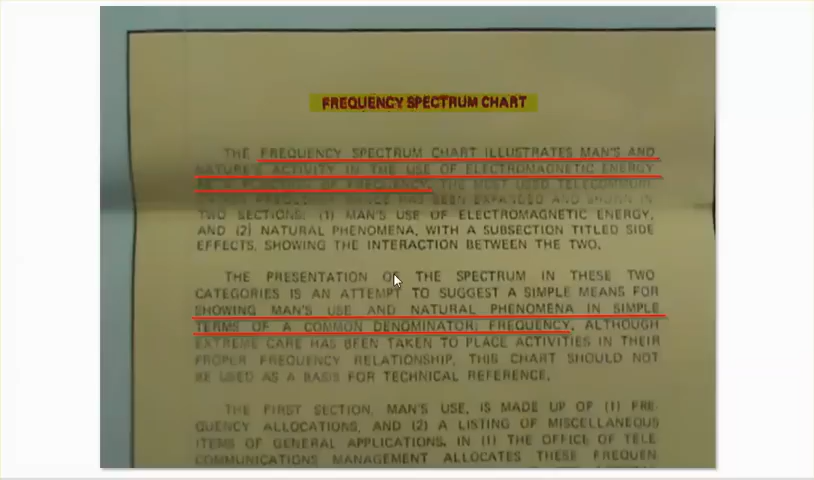 FREQUENCY SPECTRUM CHART
THE FREQUENCY SPECTRUM CHART ILLUSTRATES MAN'S AND
NATURE'S ACTIVITY IN THE USE OF ELECTROMAGNETIC ENERGY
AS A FUNCTION OF FREQUENCY. THE MOST USED TELECOMMUNI-
HAS BEEN EXPANDED AND SHOWN IN
TWO SECTIONS: (1) MAN'S USE OF ELECTROMAGNETIC ENERGY,
AND (2) NATURAL PHENOMENA, WITH A SUBSECTION TITLED SIDE
EFFECTS, SHOWING THE INTERACTION BETWEEN THE TWO.
THE PRESENTATION OF THE SPECTRUM IN THESE TWO
CATEGORIES IS AN ATTEMPT TO SUGGEST A SIMPLE MEANS FOR
SHOWING MAN'S USE AND NATURAL PHENOMENA IN SIMPLE
TERMS OF A COMMON DENOMINATOR: FREQUENCY. ALTHOUGH
EXTREME CARE HAS BEEN TAKEN TO PLACE ACTIVITIES IN THEIR
PROPER FREQUENCY RELATIONSHIP, THIS CHART SHOULD NOT
BE USED AS A BASIS FOR TECHNICAL REFERENCE.
THE FIRST SECTION, MAN'S USE, IS MADE UP OF (1) FRE-
QUENCY ALLOCATIONS, AND (2) A LISTING OF MISCELLANEOUS
ITEMS OF GENERAL APPLICATIONS. IN (1) THE OFFICE OF TELE
COMMUNICATIONS MANAGEMENT ALLOCATES THESE FREQUEN